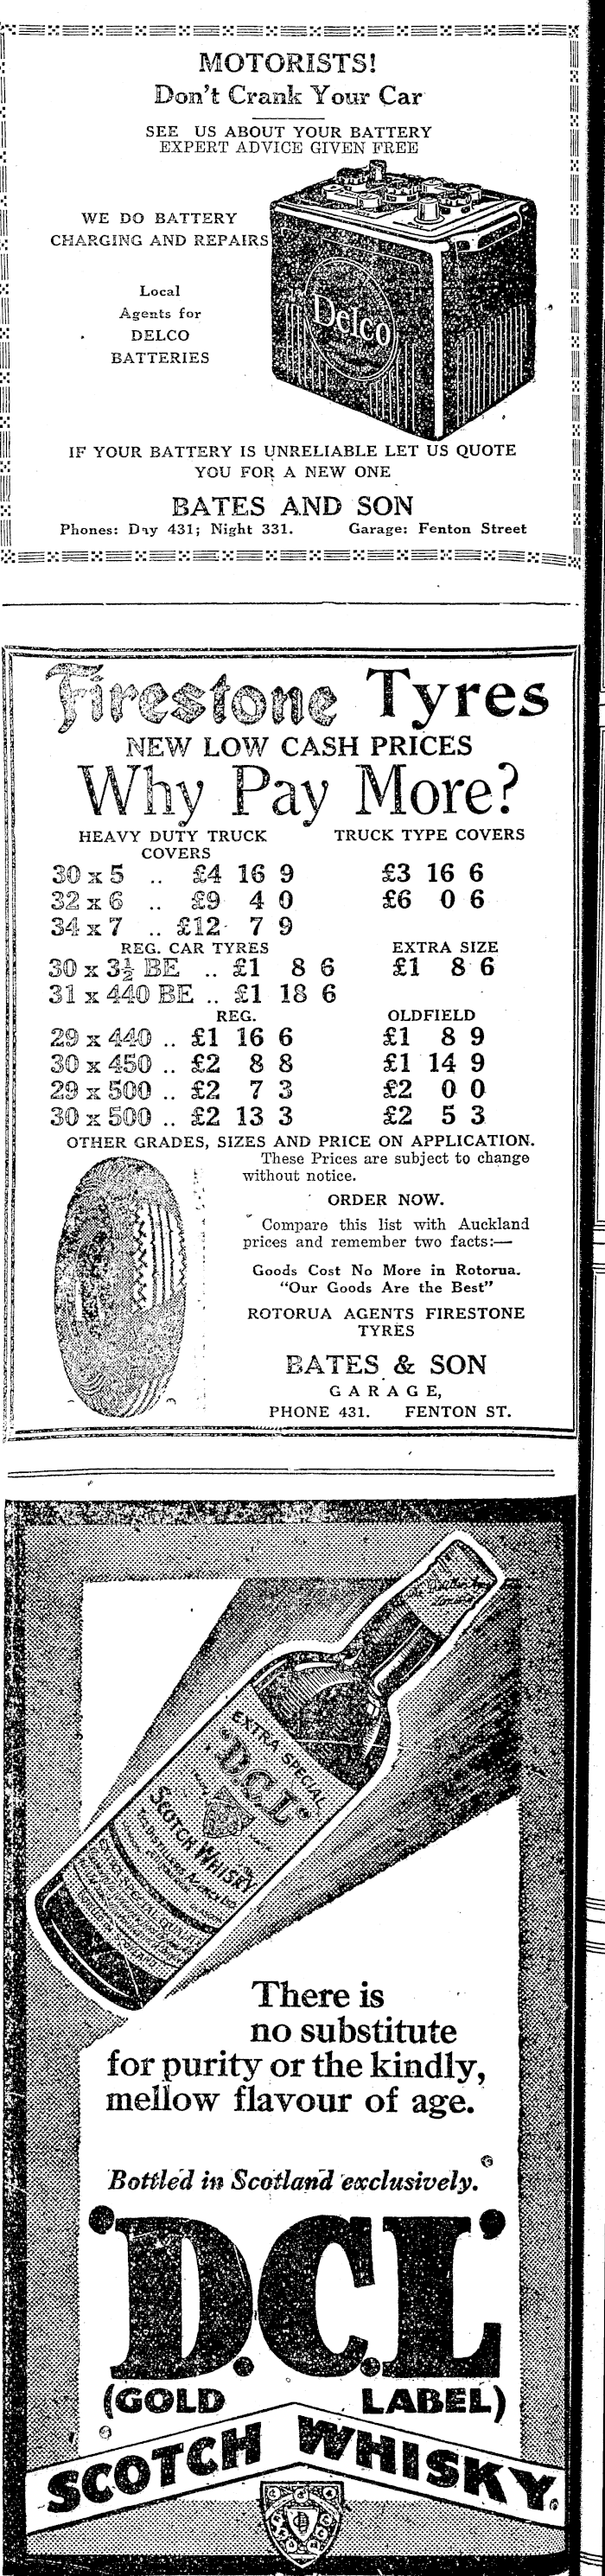 MOTORISTS!
Don't Crank Your Car
SEE US ABOUT YOUR BATTERY
EXPERT ADVICE GIVEN FREE
WE DO BATTERY
CHARGING AND REPAIRS
Local
Agents for
DELCO
BATTERIES
Delco
IF YOUR BATTERY IS UNRELIABLE LET US QUOTE
YOU FOR A NEW ONE
BATES AND SON
Phones: Day 431; Night 331. Garage: Fenton Street
Firestone Tyres
NEW LOW CASH PRICES
Why Pay More?
HEAVY DUTY TRUCK TRUCK TYPE COVERS
COVERS
30 x 5 .. £4 16 9 £3 16 6
32 x 6 .. £9 4 0 £6 0 6
34 x 7 .. £12 7 9
REG. CAR TYRES EXTRA SIZE
30 x 3½ BE .. £1 8 6 £1 8 6
31 x 440 BE .. £1 18 6
REG. OLDFIELD
29 x 440 .. £1 16 6 £1 8 9
30 x 450 .. £2 8 8 £1 14 9
29 x 500 .. £2 7 3 £2 0 0
30 x 500 .. £2 13 3 £2 5 3
OTHER GRADES, SIZES AND PRICE ON APPLICATION.
These Prices are subject to change
without notice.
ORDER NOW.
Compare this list with Auckland
prices and remember two facts:—
Goods Cost No More in Rotorua.
"Our Goods Are the Best"
ROTORUA AGENTS FIRESTONE
TYRES
BATES & SON
GARAGE,
PHONE 431. FENTON ST.
EXTRA SPECIAL
"D.C.L"
SCOTCH WHISKY
There is
no substitute
for purity or the kindly,
mellow flavour of age.
Bottled in Scotland exclusively.
'D.C.L'
(GOLD LABEL)
SCOTCH WHISKY.